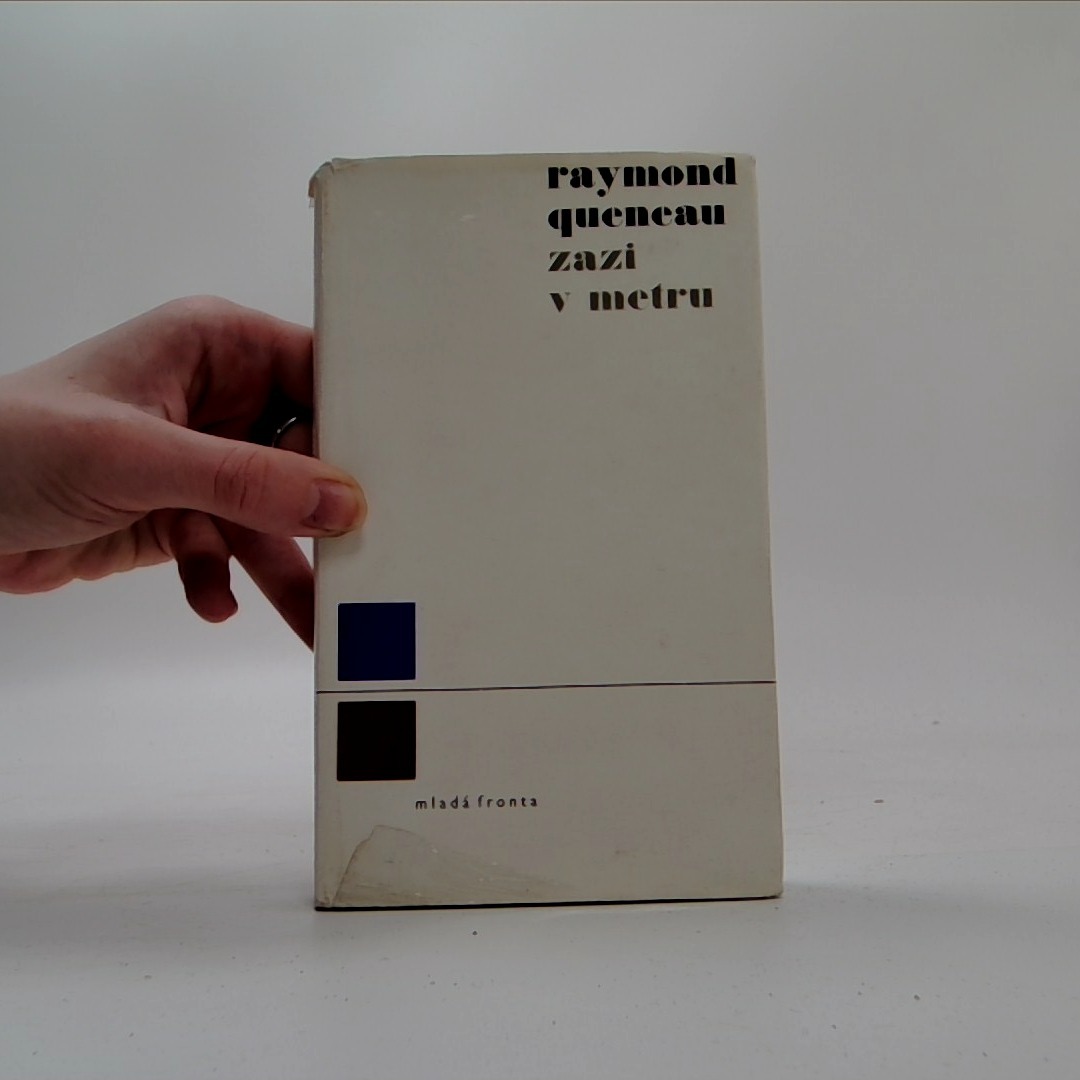 raymond
queneau
zazi
v metru
mladá fronta